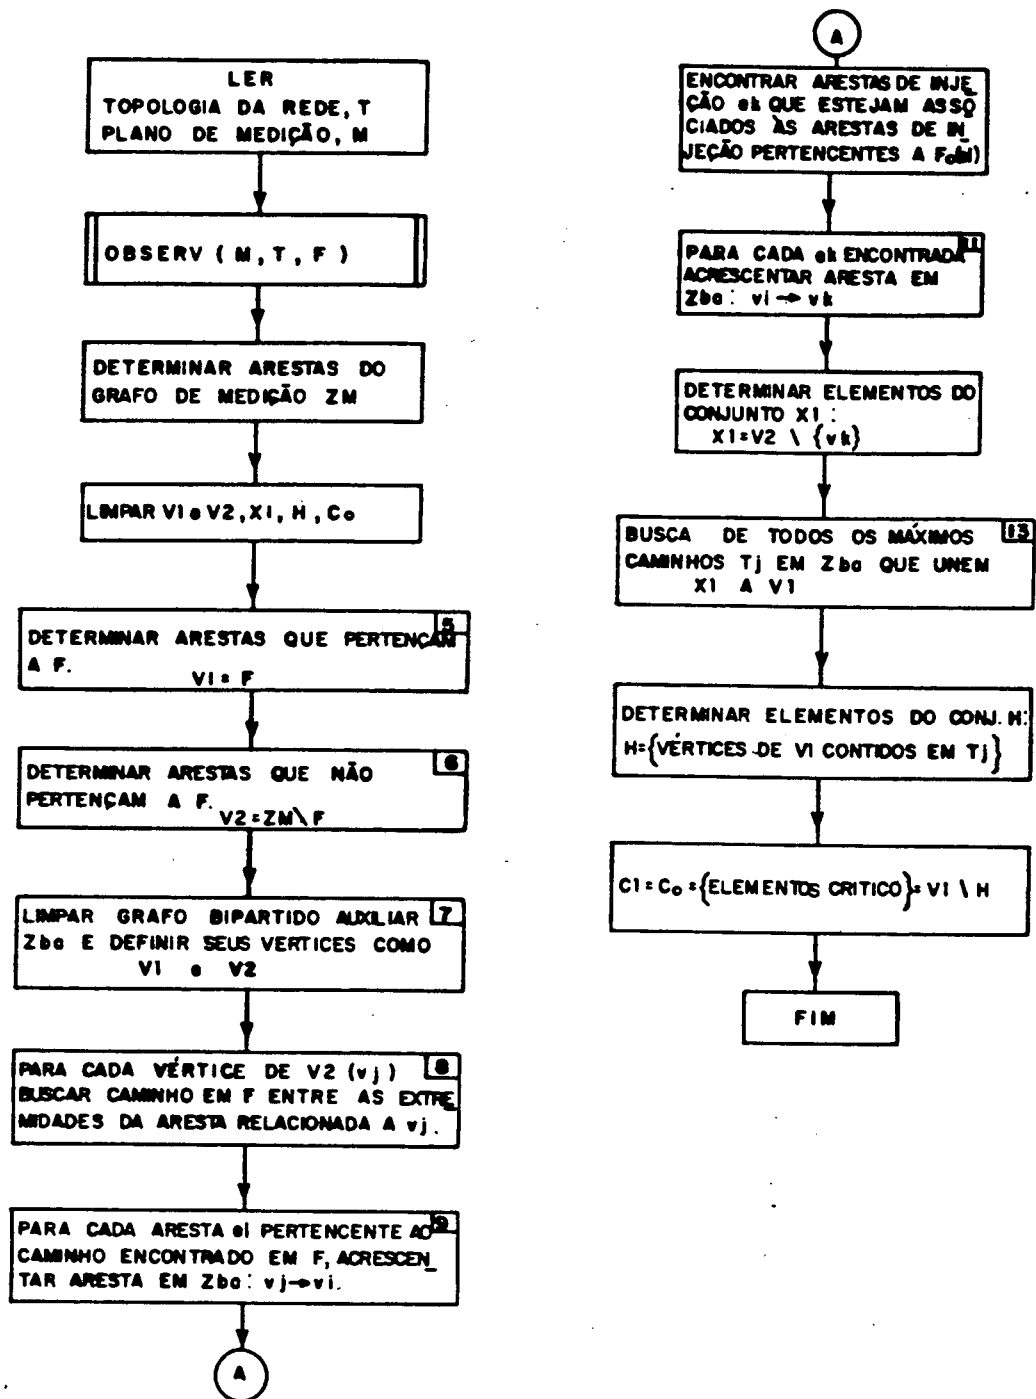 LER
TOPOLOGIA DA REDE, T
PLANO DE MEDIÇÃO, M
OBSERV ( M, T, F )
DETERMINAR ARESTAS DO
GRAFO DE MEDIÇÃO ZM
LIMPAR V1 e V2, X1, H, Co
5
DETERMINAR ARESTAS QUE PERTENÇAM
A F.
V1 = F
6
DETERMINAR ARESTAS QUE NÃO
PERTENÇAM A F.
V2 = ZM \ F
7
LIMPAR GRAFO BIPARTIDO AUXILIAR
Zba E DEFINIR SEUS VERTICES COMO
V1 e V2
8
PARA CADA VÉRTICE DE V2 (vj)
BUSCAR CAMINHO EM F ENTRE AS EXTRE
MIDADES DA ARESTA RELACIONADA A vj.
9
PARA CADA ARESTA ei PERTENCENTE AO
CAMINHO ENCONTRADO EM F, ACRESCEN_
TAR ARESTA EM Zba: vj→vi.
A
A
ENCONTRAR ARESTAS DE INJE
ÇÃO ek QUE ESTEJAM ASSO
CIADOS ÀS ARESTAS DE IN
JEÇÃO PERTENCENTES A Fo(M)
11
PARA CADA ek ENCONTRADA
ACRESCENTAR ARESTA EM
Zba: vi→vk
DETERMINAR ELEMENTOS DO
CONJUNTO X1 :
X1 = V2 \ {vk}
13
BUSCA DE TODOS OS MÁXIMOS
CAMINHOS Tj EM Zba QUE UNEM
X1 A V1
DETERMINAR ELEMENTOS DO CONJ. H:
H={VÉRTICES DE V1 CONTIDOS EM Tj}
C1 = Co = {ELEMENTOS CRITICO} = V1 \ H
FIM